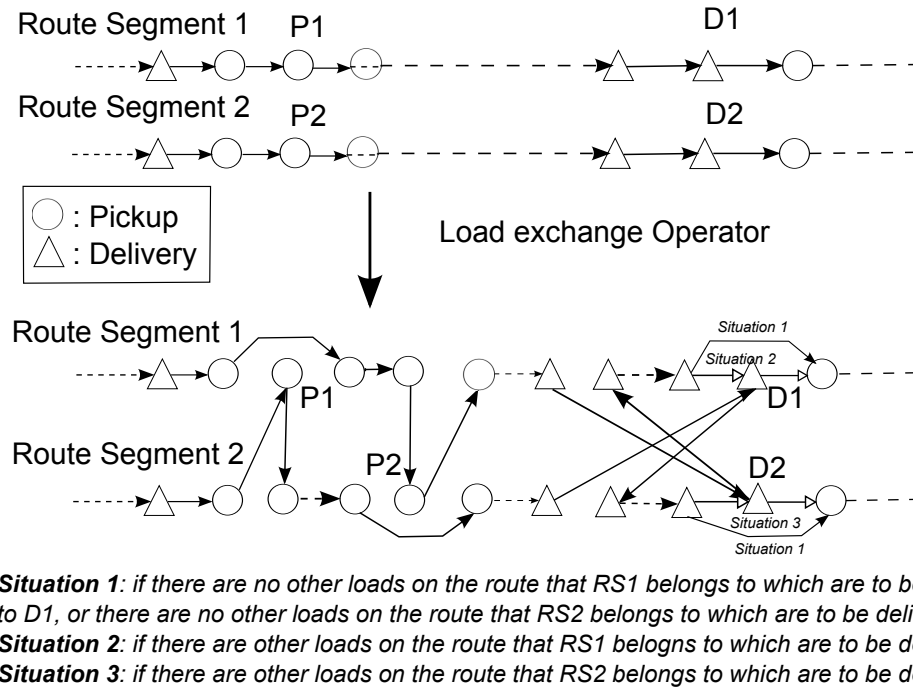 Route Segment 1
P1
D1
Route Segment 2
P2
D2
: Pickup
: Delivery
Load exchange Operator
Route Segment 1
Situation 1
Situation 2
P1
D1
Route Segment 2
P2
D2
Situation 3
Situation 1
Situation 1: if there are no other loads on the route that RS1 belongs to which are to be
to D1, or there are no other loads on the route that RS2 belongs to which are to be
Situation 2: if there are other loads on the route that RS1 belogns to which are to be
Situation 3: if there are other loads on the route that RS2 belongs to which are to be